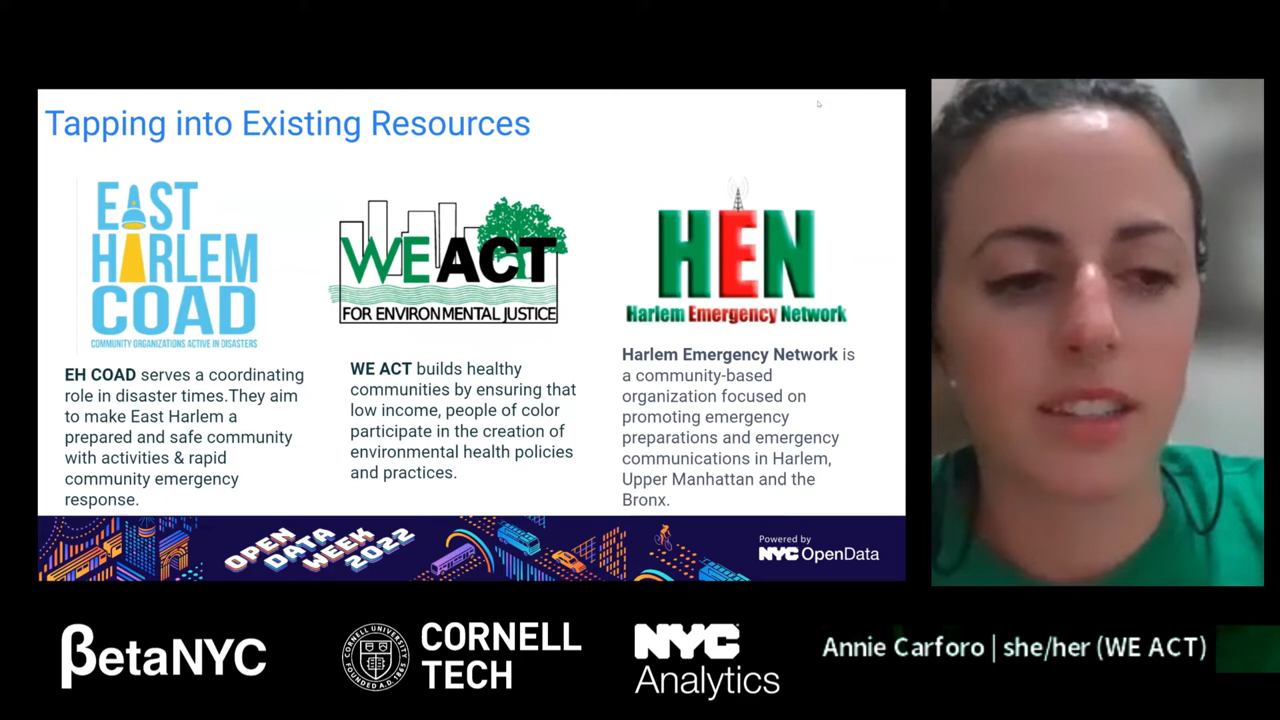 Tapping into Existing Resources
EAST
HARLEM
COAD
COMMUNITY ORGANIZATIONS ACTIVE IN DISASTERS
EH COAD serves a coordinating
role in disaster times.They aim
to make East Harlem a
prepared and safe community
with activities & rapid
community emergency
response.
WE ACT
FOR ENVIRONMENTAL JUSTICE
WE ACT builds healthy
communities by ensuring that
low income, people of color
participate in the creation of
environmental health policies
and practices.
HEN
Harlem Emergency Network
Harlem Emergency Network is
a community-based
organization focused on
promoting emergency
preparations and emergency
communications in Harlem,
Upper Manhattan and the
Bronx.
OPEN
DATA
WEEK
2022
Powered by
NYC OpenData
βetaNYC
CORNELL UNIVERSITY
FOUNDED A.D. 1865
CORNELL
TECH
NYC
Analytics
Annie Carforo | she/her (WE ACT)